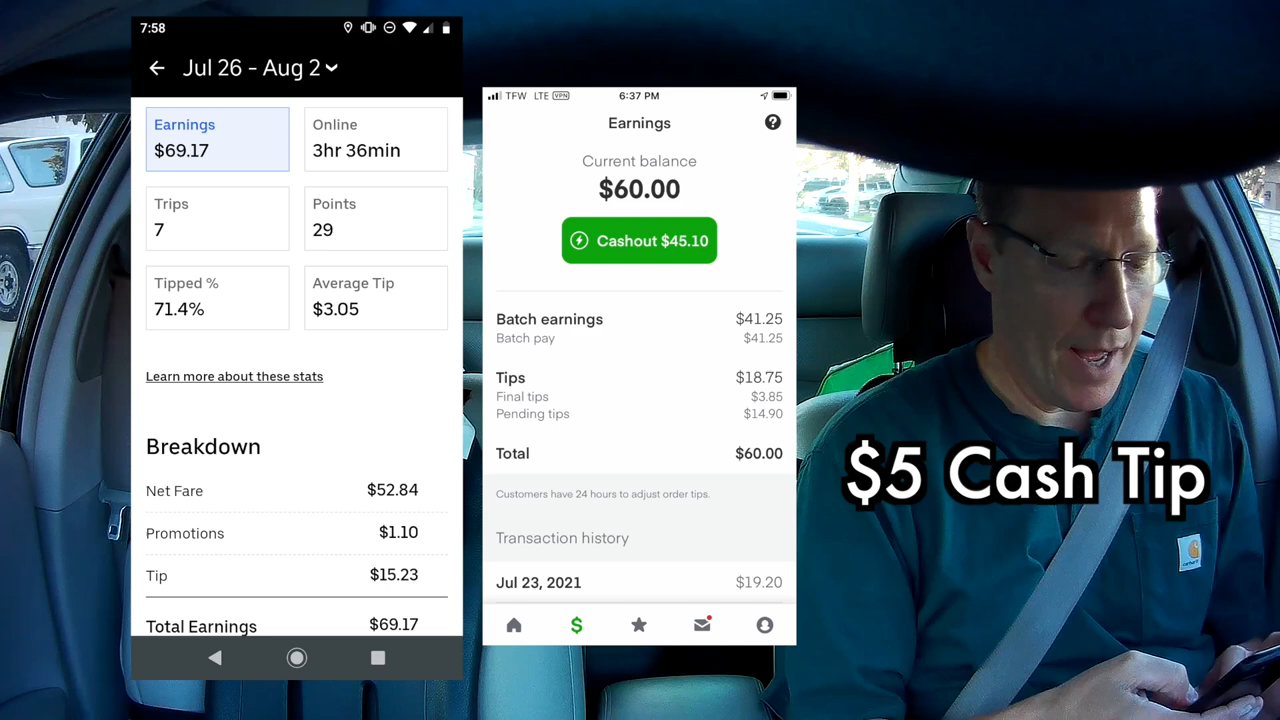 7:58
Jul 26 - Aug 2
Earnings
$69.17
Online
3hr 36min
Trips
7
Points
29
Tipped %
71.4%
Average Tip
$3.05
Learn more about these stats
Breakdown
Net Fare $52.84
Promotions $1.10
Tip $15.23
Total Earnings $69.17
TFW LTE VPN 6:37 PM
Earnings
Current balance
$60.00
Cashout $45.10
Batch earnings $41.25
Batch pay $41.25
Tips $18.75
Final tips $3.85
Pending tips $14.90
Total $60.00
Customers have 24 hours to adjust order tips.
Transaction history
Jul 23, 2021 $19.20
$5 Cash Tip
carhartt